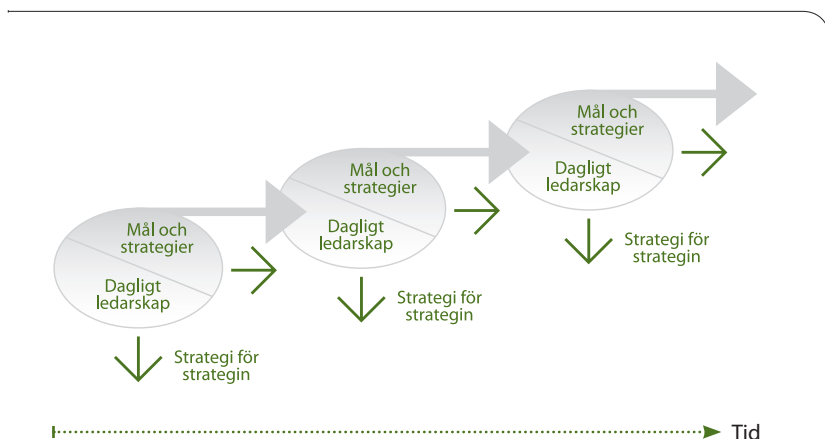 Mål och
strategier
Dagligt
ledarskap
Strategi för
strategin
Mål och
strategier
Dagligt
ledarskap
Strategi för
strategin
Mål och
strategier
Dagligt
ledarskap
Strategi för
strategin
Tid